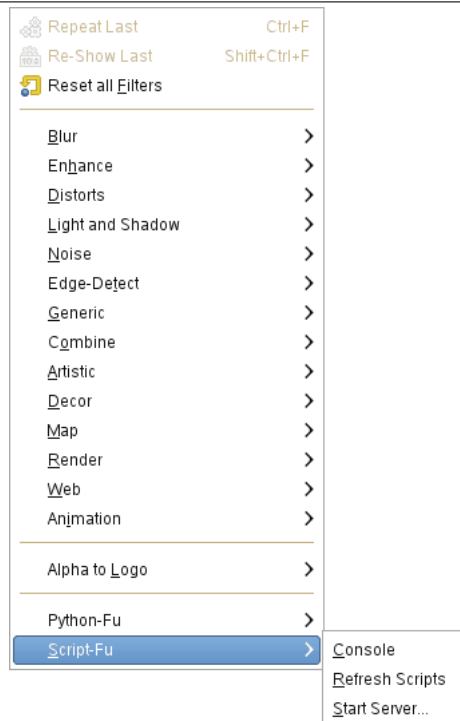 Repeat Last Ctrl+F
Re-Show Last Shift+Ctrl+F
Reset all Filters
Blur
Enhance
Distorts
Light and Shadow
Noise
Edge-Detect
Generic
Combine
Artistic
Decor
Map
Render
Web
Animation
Alpha to Logo
Python-Fu
Script-Fu
Console
Refresh Scripts
Start Server...